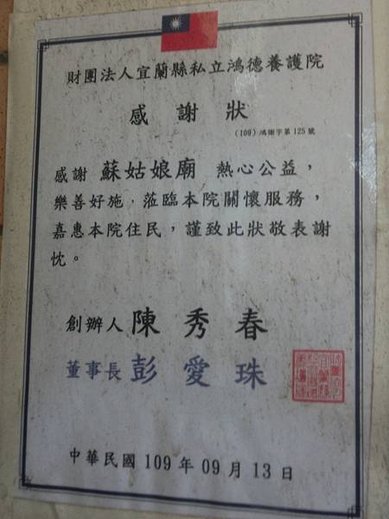 財團法人宜蘭縣私立鴻德養護院
感謝狀
(109)鴻衛字第125號
感謝 蘇姑娘廟 熱心公益，
樂善好施，蒞臨本院關懷服務，
嘉惠本院住民，謹致此狀敬表謝
忱。
創辦人 陳秀春
董事長 彭愛珠
中華民國109年09月13日